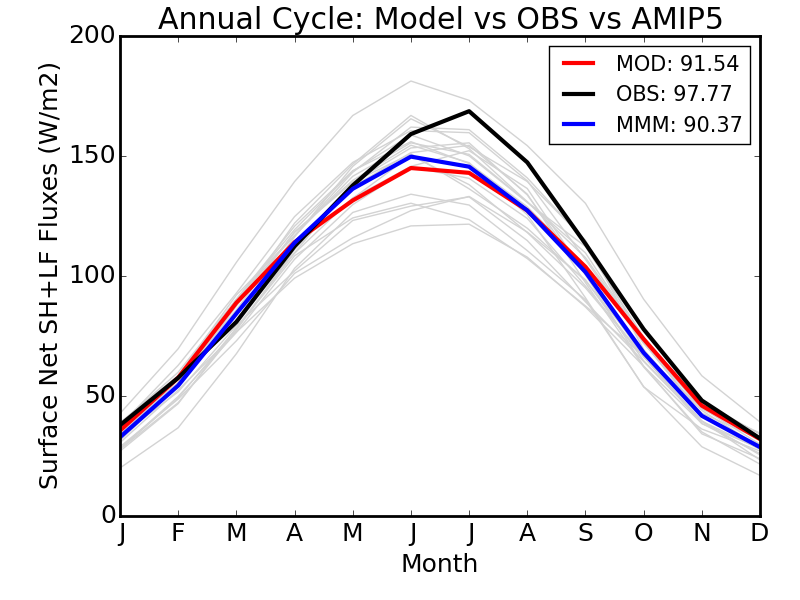 Annual Cycle: Model vs OBS vs AMIP5
Surface Net SH+LF Fluxes (W/m2)
200
150
100
50
0
MOD: 91.54
OBS: 97.77
MMM: 90.37
J F M A M J J A S O N D
Month